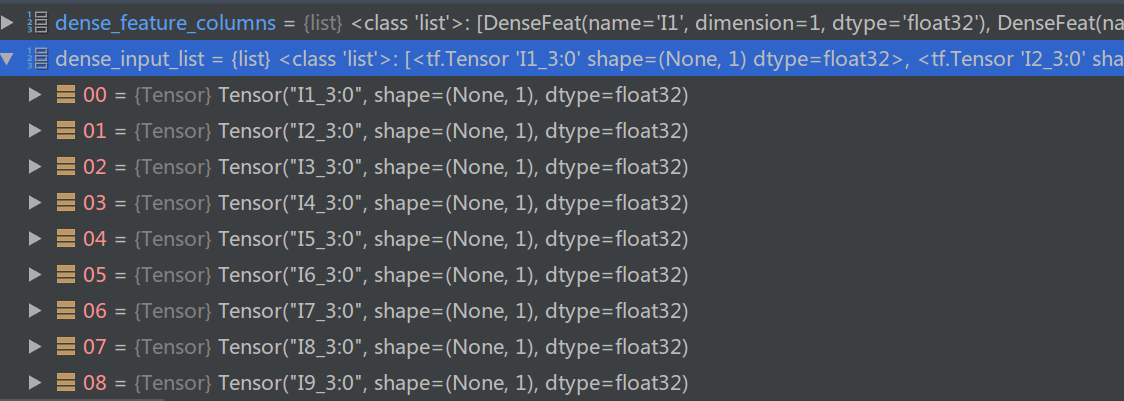 dense_feature_columns = {list} <class 'list'>: [DenseFeat(name='I1', dimension=1, dtype='float32'), DenseFeat(na
dense_input_list = {list} <class 'list'>: [<tf.Tensor 'I1_3:0' shape=(None, 1) dtype=float32>, <tf.Tensor 'I2_3:0' sha
00 = {Tensor} Tensor("I1_3:0", shape=(None, 1), dtype=float32)
01 = {Tensor} Tensor("I2_3:0", shape=(None, 1), dtype=float32)
02 = {Tensor} Tensor("I3_3:0", shape=(None, 1), dtype=float32)
03 = {Tensor} Tensor("I4_3:0", shape=(None, 1), dtype=float32)
04 = {Tensor} Tensor("I5_3:0", shape=(None, 1), dtype=float32)
05 = {Tensor} Tensor("I6_3:0", shape=(None, 1), dtype=float32)
06 = {Tensor} Tensor("I7_3:0", shape=(None, 1), dtype=float32)
07 = {Tensor} Tensor("I8_3:0", shape=(None, 1), dtype=float32)
08 = {Tensor} Tensor("I9_3:0", shape=(None, 1), dtype=float32)